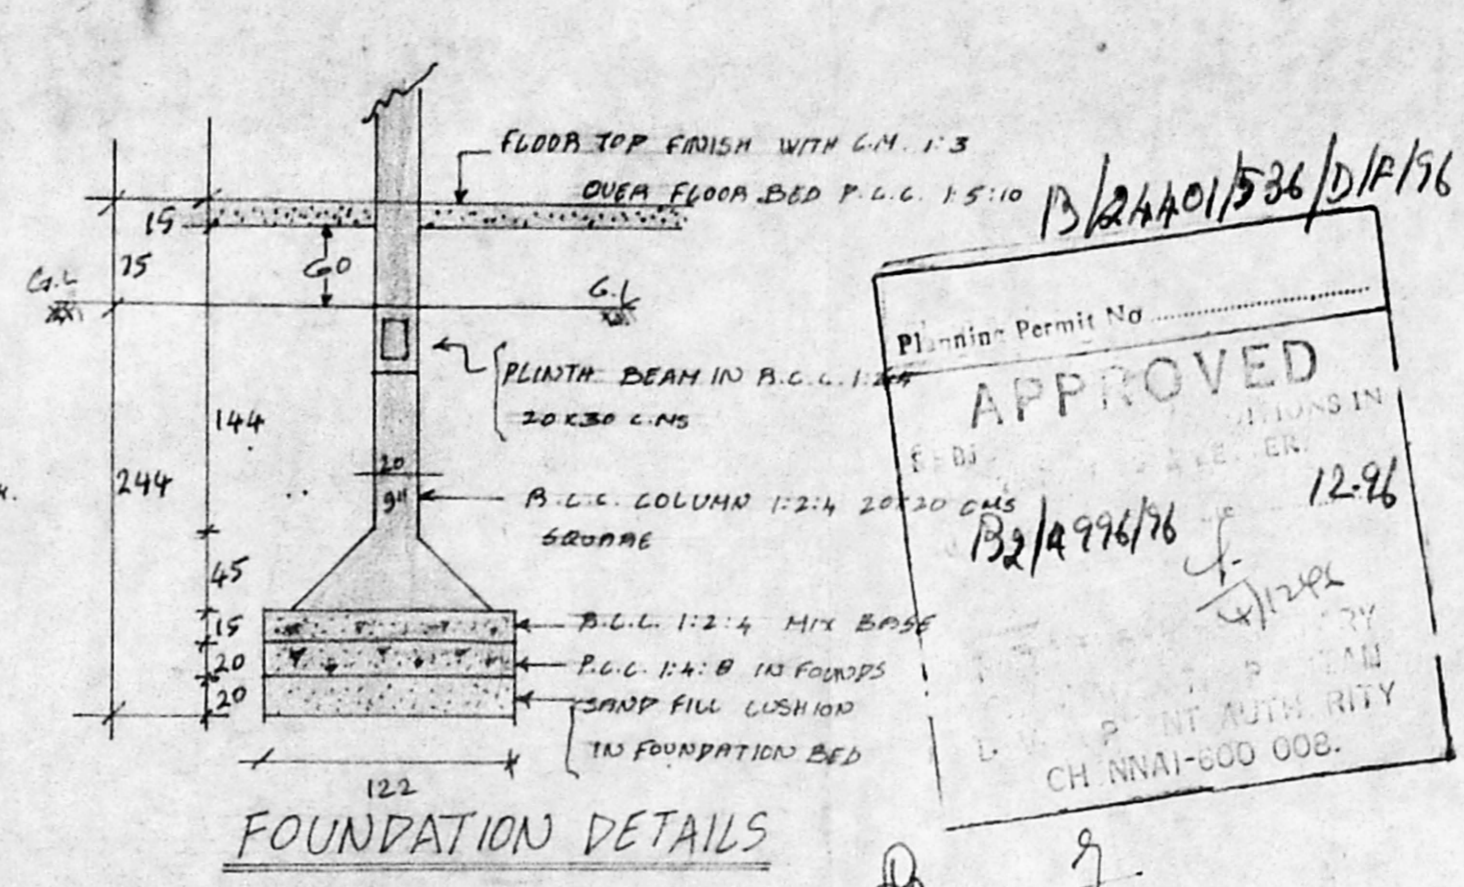 FLOOR TOP FINISH WITH C.M. 1:3
OVER FLOOR BED P.C.C. 1:5:10
15
75
60
G.L
G.L
PLINTH BEAM IN R.C.C. 1:2:4
20X30 C.MS
144
244
20
9"
R.C.C. COLUMN 1:2:4 20X20 CMS
SQUARE
45
15
R.C.C. 1:2:4 MIX BASE
20
P.C.C. 1:4:8 IN FOUNDS
20
SAND FILL CUSHION
IN FOUNDATION BED
122
FOUNDATION DETAILS
B/24401/536/D/F/96
Planning Permit No
APPROVED
IN
12.96
B2/4996/96
CH NNAI-600 008.